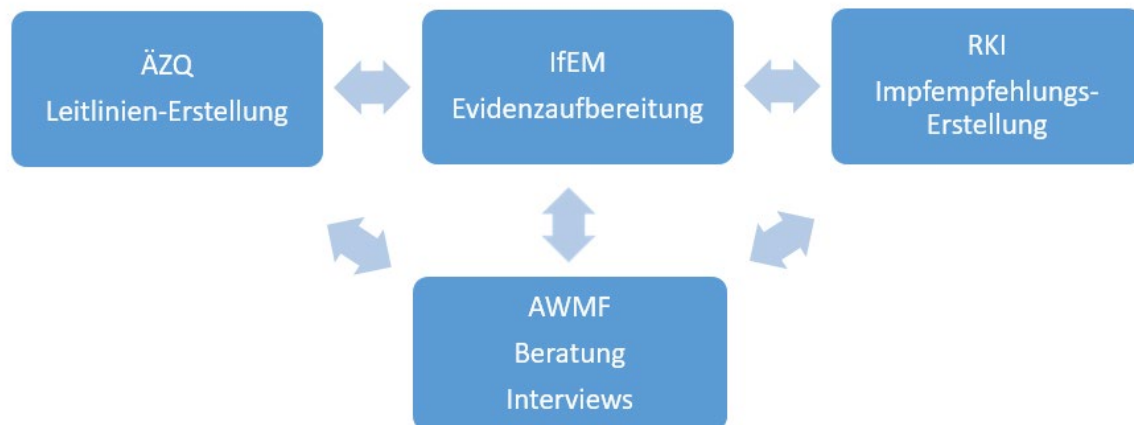 ÄZQ
Leitlinien-Erstellung
IfEM
Evidenzaufbereitung
RKI
Impfempfehlungs-
Erstellung
AWMF
Beratung
Interviews